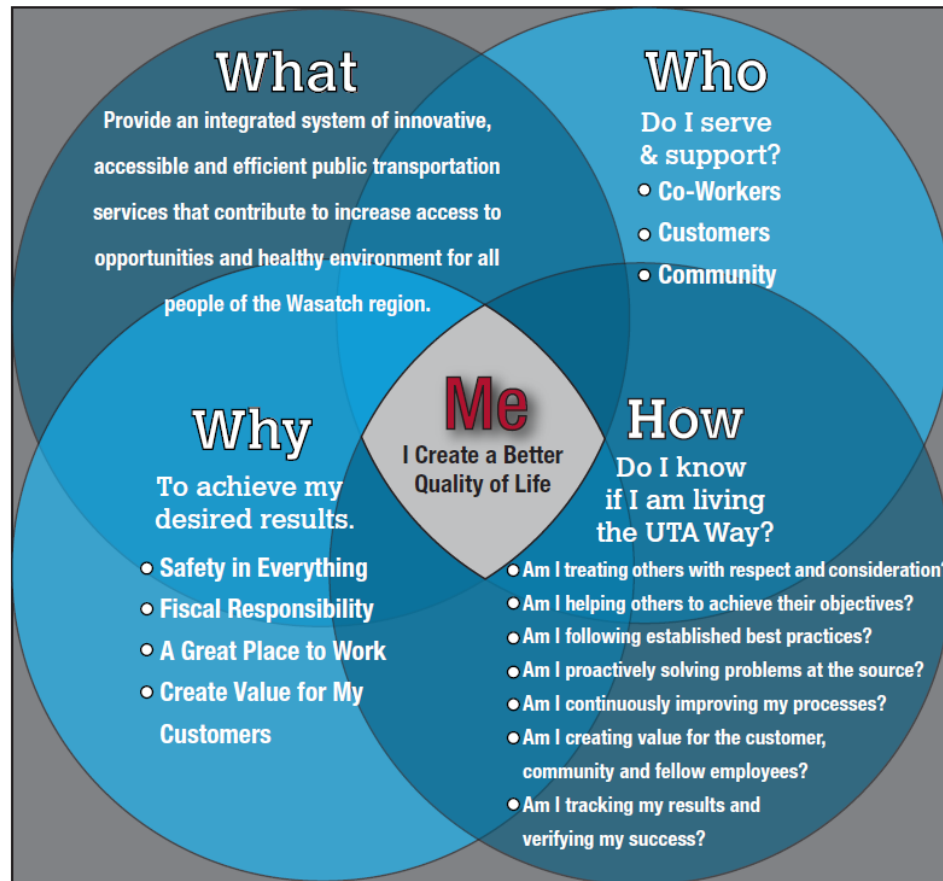 What
Provide an integrated system of innovative,
accessible and efficient public transportation
services that contribute to increase access to
opportunities and healthy environment for all
people of the Wasatch region.
Who
Do I serve
& support?
Co-Workers
Customers
Community
Me
I Create a Better
Quality of Life
Why
To achieve my
desired results.
Safety in Everything
Fiscal Responsibility
A Great Place to Work
Create Value for My
Customers
How
Do I know
if I am living
the UTA Way?
Am I treating others with respect and consideration?
Am I helping others to achieve their objectives?
Am I following established best practices?
Am I proactively solving problems at the source?
Am I continuously improving my processes?
Am I creating value for the customer,
community and fellow employees?
Am I tracking my results and
verifying my success?